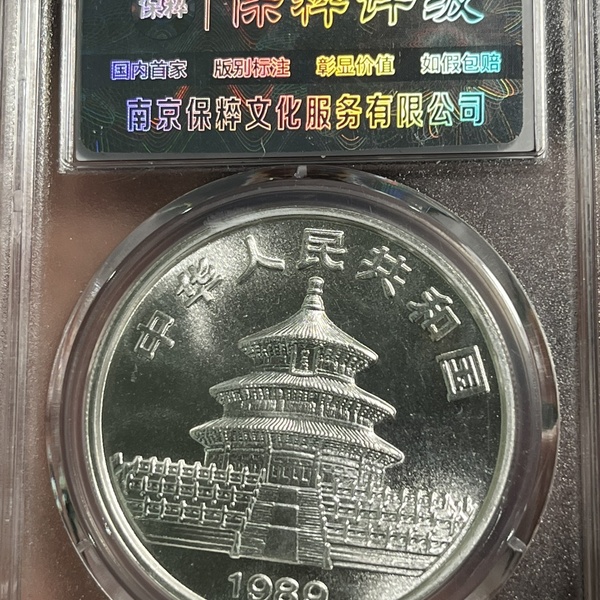 保粹 保粹评级
国内首家 版别标注 彰显价值 如假包赔
南京保粹文化服务有限公司
中华人民共和国
1989